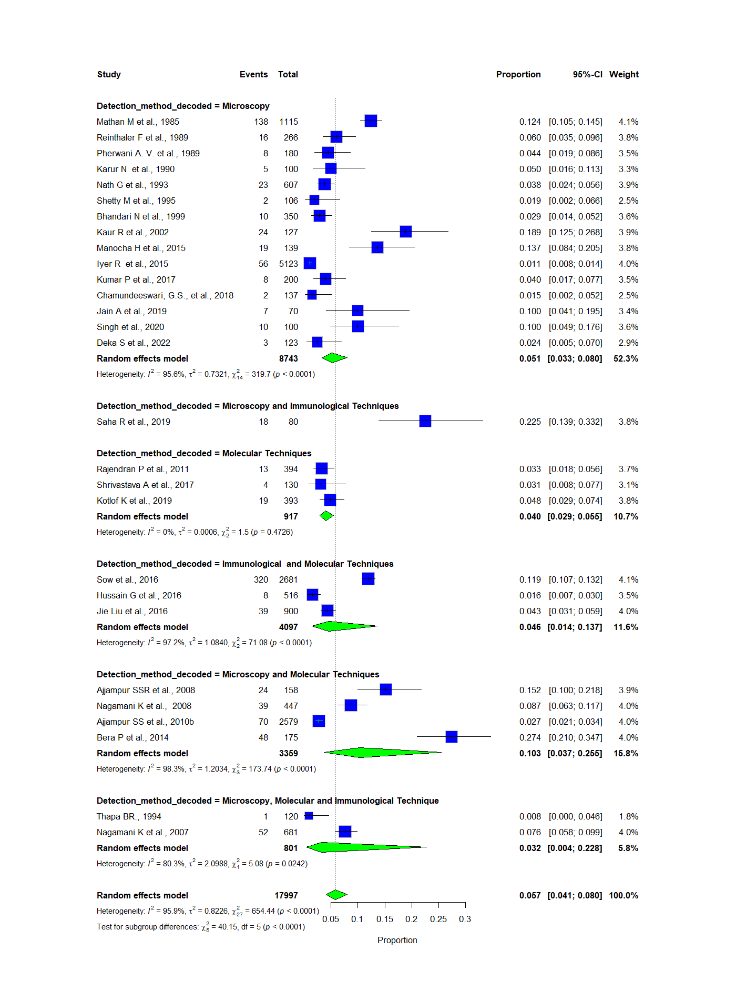 Study Events Total Proportion 95%-CI Weight
Detection_method_decoded = Microscopy
Mathan M et al., 1985 138 1115 0.124 [0.105; 0.145] 4.1%
Reinthaler F et al., 1989 16 266 0.060 [0.035; 0.096] 3.8%
Pherwani A. V. et al., 1989 8 180 0.044 [0.019; 0.086] 3.5%
Karur N  et al., 1990 5 100 0.050 [0.016; 0.113] 3.3%
Nath G et al., 1993 23 607 0.038 [0.024; 0.056] 3.9%
Shetty M et al., 1995 2 106 0.019 [0.002; 0.066] 2.5%
Bhandari N et al., 1999 10 350 0.029 [0.014; 0.052] 3.6%
Kaur R et al., 2002 24 127 0.189 [0.125; 0.268] 3.9%
Manocha H et al., 2015 19 139 0.137 [0.084; 0.205] 3.8%
Iyer R  et al., 2015 56 5123 0.011 [0.008; 0.014] 4.0%
Kumar P et al., 2017 8 200 0.040 [0.017; 0.077] 3.5%
Chamundeeswari, G.S., et al., 2018 2 137 0.015 [0.002; 0.052] 2.5%
Jain A et al., 2019 7 70 0.100 [0.041; 0.195] 3.4%
Singh et al., 2020 10 100 0.100 [0.049; 0.176] 3.6%
Deka S et al., 2022 3 123 0.024 [0.005; 0.070] 2.9%
Random effects model 8743 0.051 [0.033; 0.080] 52.3%
Heterogeneity: I² = 95.6%, τ² = 0.7321, χ²₁₄ = 319.7 (p < 0.0001)
Detection_method_decoded = Microscopy and Immunological Techniques
Saha R et al., 2019 18 80 0.225 [0.139; 0.332] 3.8%
Detection_method_decoded = Molecular Techniques
Rajendran P et al., 2011 13 394 0.033 [0.018; 0.056] 3.7%
Shrivastava A et al., 2017 4 130 0.031 [0.008; 0.077] 3.1%
Kotlof K et al., 2019 19 393 0.048 [0.029; 0.074] 3.8%
Random effects model 917 0.040 [0.029; 0.055] 10.7%
Heterogeneity: I² = 0%, τ² = 0.0006, χ²₂ = 1.5 (p = 0.4726)
Detection_method_decoded = Immunological  and Molecular Techniques
Sow et al., 2016 320 2681 0.119 [0.107; 0.132] 4.1%
Hussain G et al., 2016 8 516 0.016 [0.007; 0.030] 3.5%
Jie Liu et al., 2016 39 900 0.043 [0.031; 0.059] 4.0%
Random effects model 4097 0.046 [0.014; 0.137] 11.6%
Heterogeneity: I² = 97.2%, τ² = 1.0840, χ²₂ = 71.08 (p < 0.0001)
Detection_method_decoded = Microscopy and Molecular Techniques
Ajjampur SSR et al., 2008 24 158 0.152 [0.100; 0.218] 3.9%
Nagamani K et al.,  2008 39 447 0.087 [0.063; 0.117] 4.0%
Ajjampur SS et al., 2010b 70 2579 0.027 [0.021; 0.034] 4.0%
Bera P et al., 2014 48 175 0.274 [0.210; 0.347] 4.0%
Random effects model 3359 0.103 [0.037; 0.255] 15.8%
Heterogeneity: I² = 98.3%, τ² = 1.2034, χ²₃ = 173.74 (p < 0.0001)
Detection_method_decoded = Microscopy, Molecular and Immunological Technique
Thapa BR., 1994 1 120 0.008 [0.000; 0.046] 1.8%
Nagamani K et al., 2007 52 681 0.076 [0.058; 0.099] 4.0%
Random effects model 801 0.032 [0.004; 0.228] 5.8%
Heterogeneity: I² = 80.3%, τ² = 2.0988, χ²₁ = 5.08 (p = 0.0242)
Random effects model 17997 0.057 [0.041; 0.080] 100.0%
Heterogeneity: I² = 95.9%, τ² = 0.8226, χ²₂₇ = 654.44 (p < 0.0001)
0.05 0.1 0.15 0.2 0.25 0.3
Test for subgroup differences: χ²₅ = 40.15, df = 5 (p < 0.0001)
Proportion